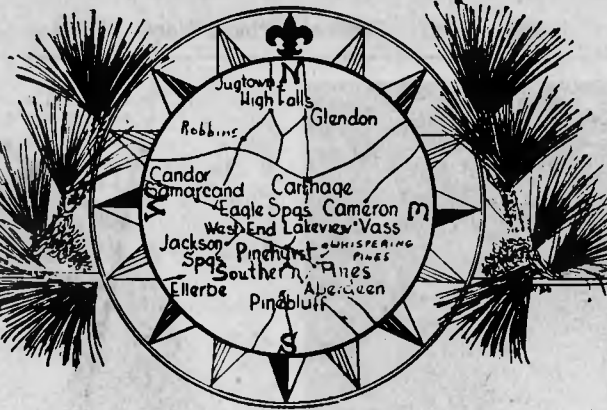 N
Jugtown
High Falls
Glendon
Robbins
Candor
Samarcand
Carthage
W
Eagle Spgs. Cameron
E
West End Lakeview Vass
Jackson
Spgs.
Pinehurst
WHISPERING
PINES
Southern Pines
Ellerbe
Aberdeen
Pinebluff
S